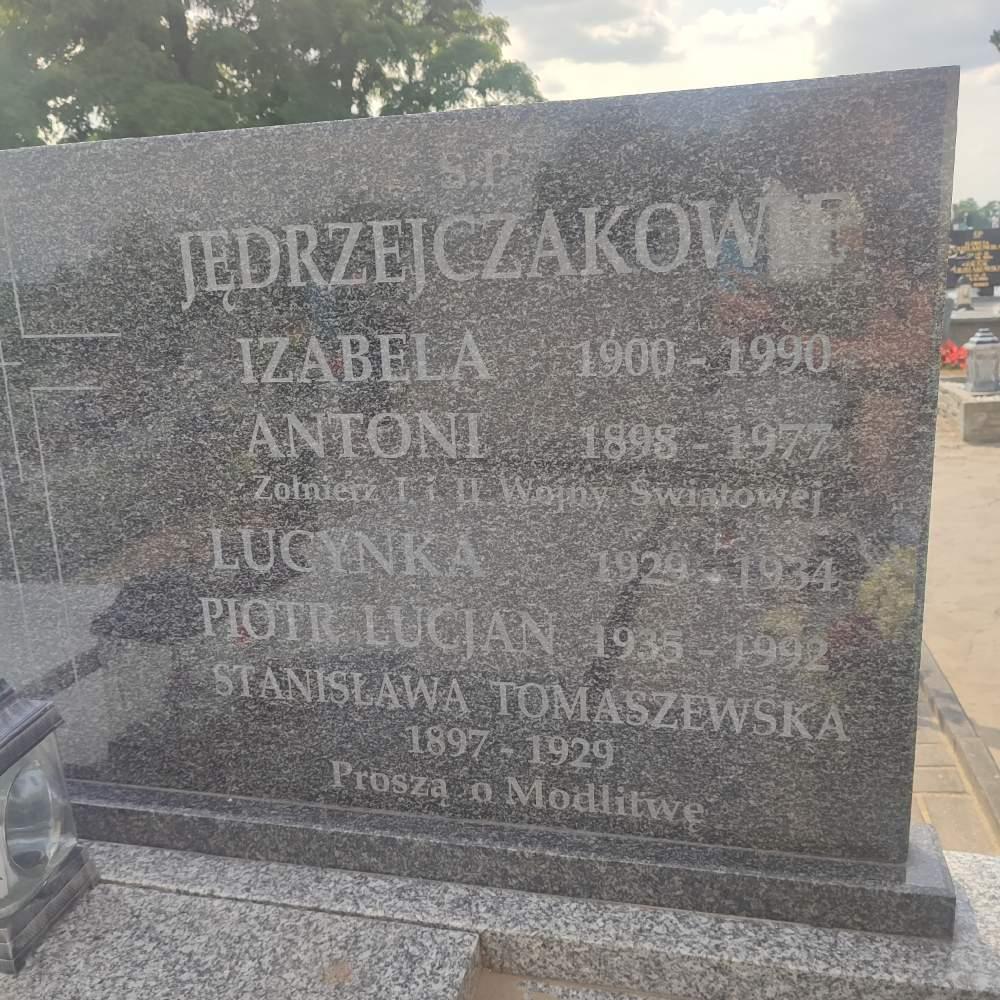 Ś.P.
JĘDRZEJCZAKOWIE
IZABELA 1900 - 1990
ANTONI 1898 - 1977
Żołnierz I i II Wojny Światowej
LUCYNKA 1929 - 1934
PIOTR LUCJAN 1935 - 1992
STANISŁAWA TOMASZEWSKA
1897 - 1929
Proszą o Modlitwę